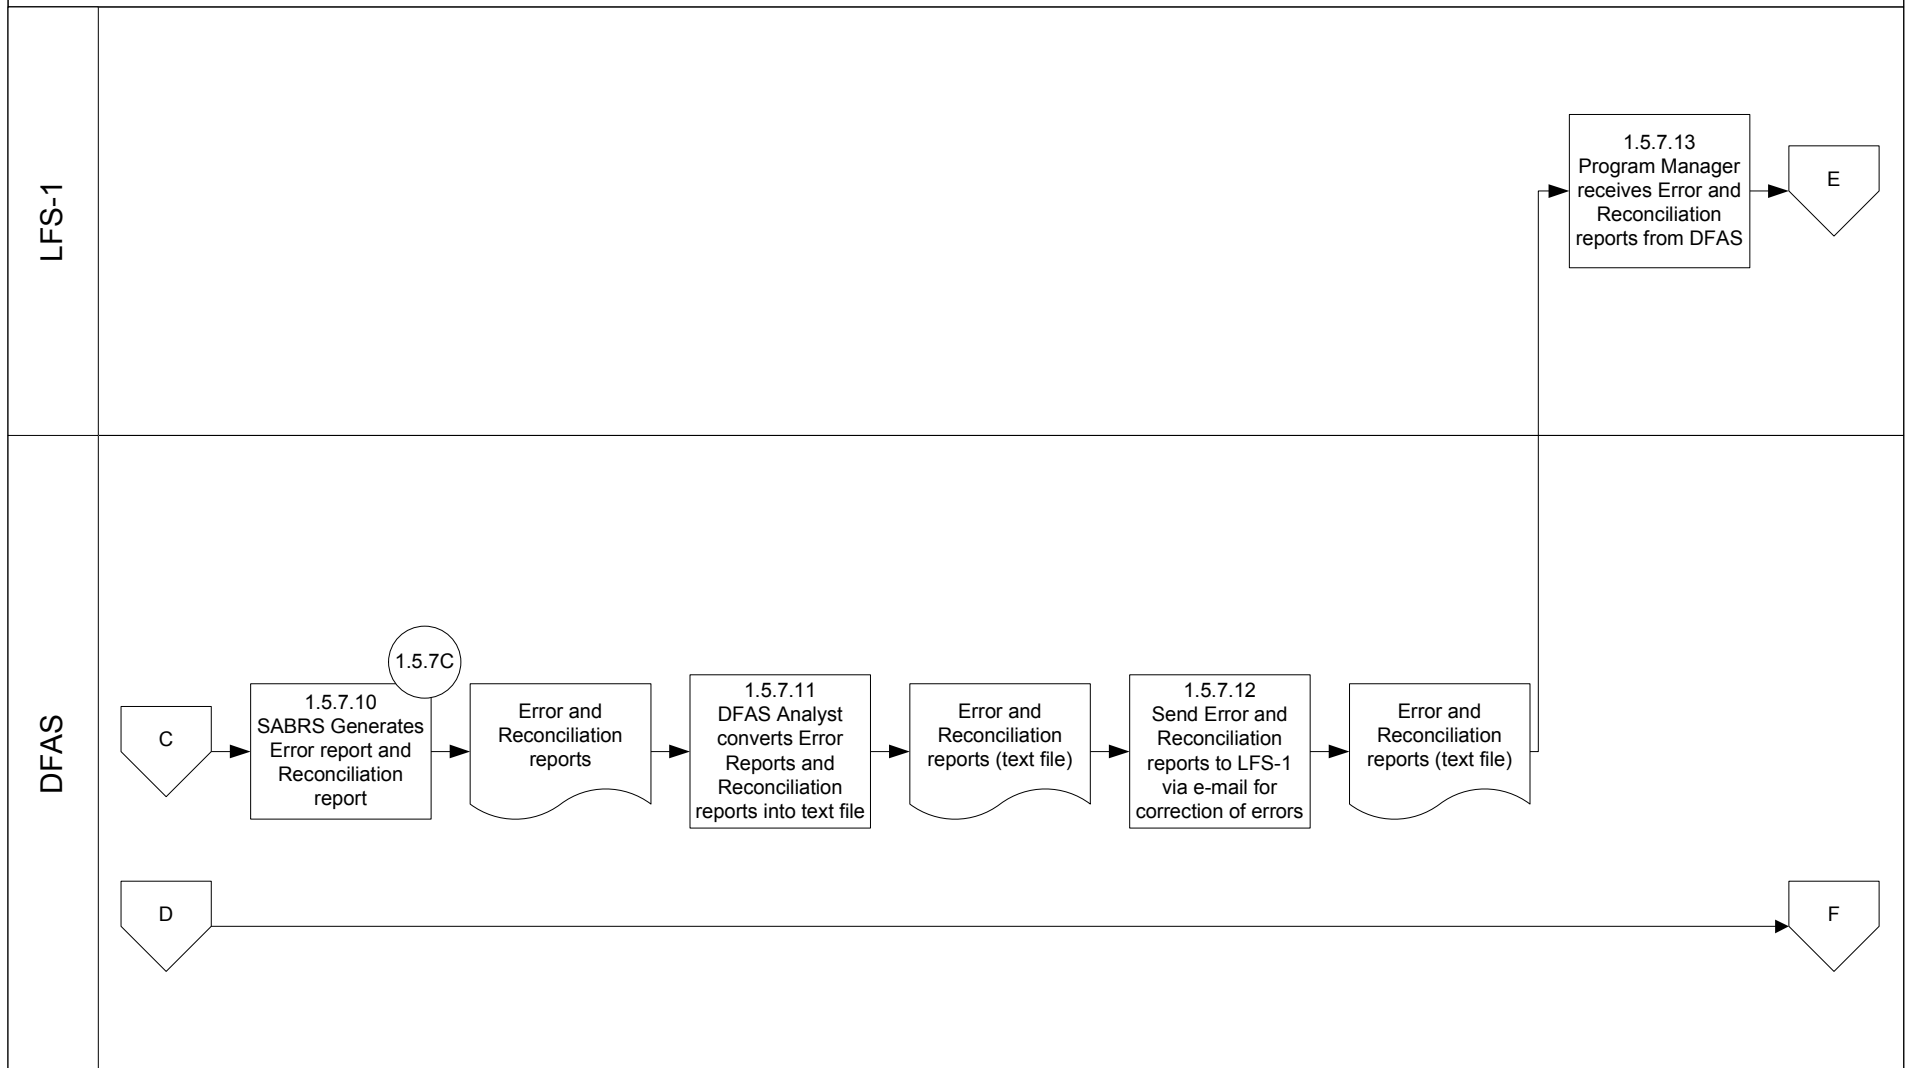 LFS-1
1.5.7.13
Program Manager
receives Error and
Reconciliation
reports from DFAS
E
DFAS
C
1.5.7C
1.5.7.10
SABRS Generates
Error report and
Reconciliation
report
Error and
Reconciliation
reports
1.5.7.11
DFAS Analyst
converts Error
Reports and
Reconciliation
reports into text file
Error and
Reconciliation
reports (text file)
1.5.7.12
Send Error and
Reconciliation
reports to LFS-1
via e-mail for
correction of errors
Error and
Reconciliation
reports (text file)
D
F